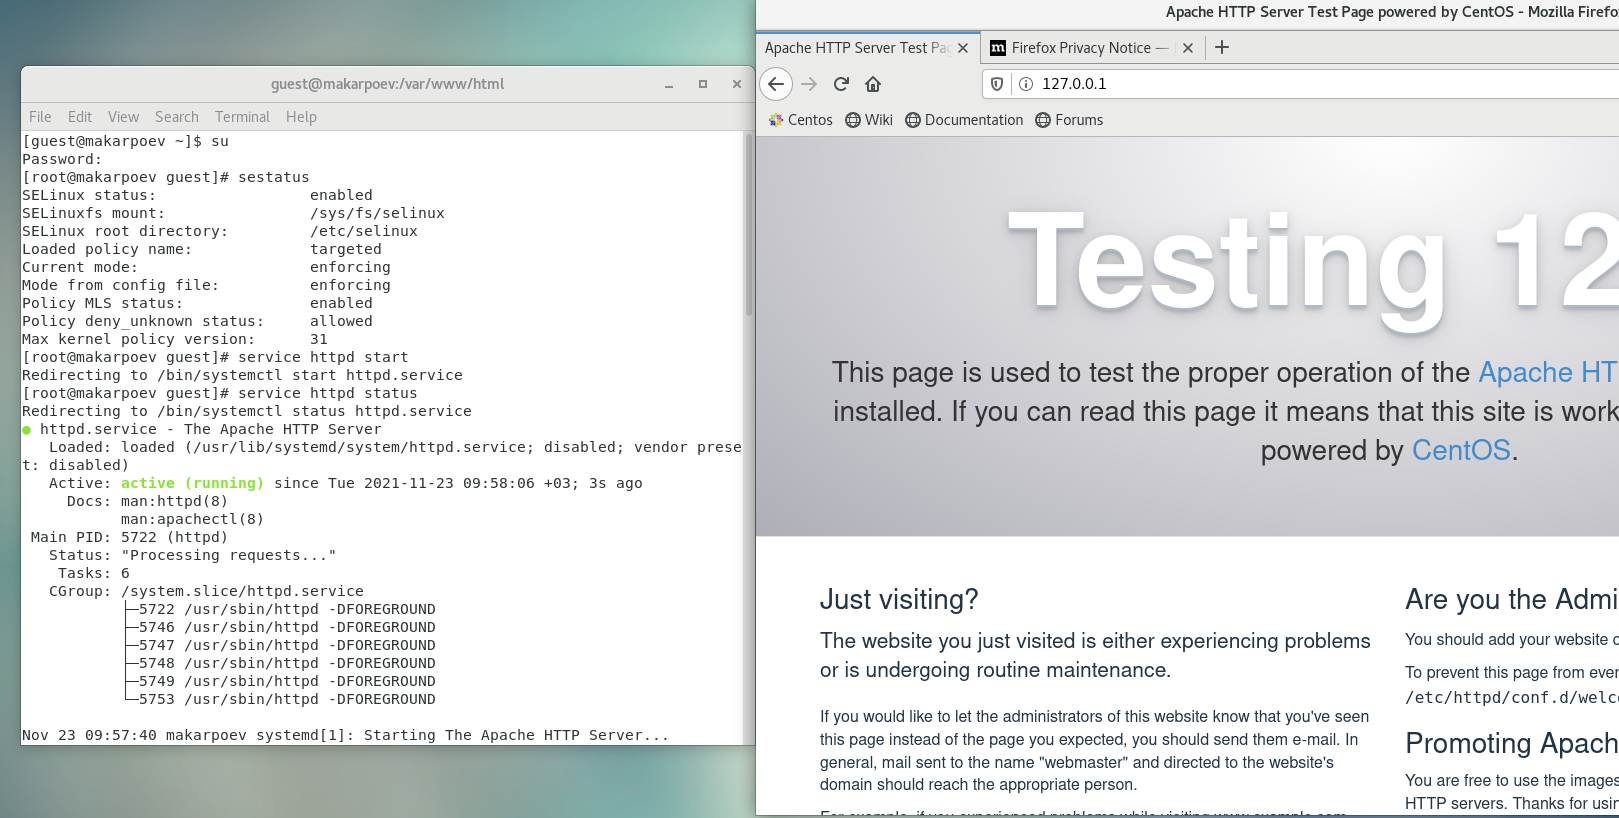 guest@makarpoev:/var/www/html
File Edit View Search Terminal Help
[guest@makarpoev ~]$ su
Password:
[root@makarpoev guest]# sestatus
SELinux status:                 enabled
SELinuxfs mount:                /sys/fs/selinux
SELinux root directory:         /etc/selinux
Loaded policy name:             targeted
Current mode:                   enforcing
Mode from config file:          enforcing
Policy MLS status:              enabled
Policy deny_unknown status:     allowed
Max kernel policy version:      31
[root@makarpoev guest]# service httpd start
Redirecting to /bin/systemctl start httpd.service
[root@makarpoev guest]# service httpd status
Redirecting to /bin/systemctl status httpd.service
● httpd.service - The Apache HTTP Server
   Loaded: loaded (/usr/lib/systemd/system/httpd.service; disabled; vendor prese
t: disabled)
   Active: active (running) since Tue 2021-11-23 09:58:06 +03; 3s ago
     Docs: man:httpd(8)
           man:apachectl(8)
 Main PID: 5722 (httpd)
   Status: "Processing requests..."
    Tasks: 6
   CGroup: /system.slice/httpd.service
           ├─5722 /usr/sbin/httpd -DFOREGROUND
           ├─5746 /usr/sbin/httpd -DFOREGROUND
           ├─5747 /usr/sbin/httpd -DFOREGROUND
           ├─5748 /usr/sbin/httpd -DFOREGROUND
           ├─5749 /usr/sbin/httpd -DFOREGROUND
           └─5753 /usr/sbin/httpd -DFOREGROUND
Nov 23 09:57:40 makarpoev systemd[1]: Starting The Apache HTTP Server...
Apache HTTP Server Test Page powered by CentOS - Mozilla Firefo
Apache HTTP Server Test Pag
Firefox Privacy Notice —
127.0.0.1
Centos Wiki Documentation Forums
Testing 12
This page is used to test the proper operation of the Apache HT
installed. If you can read this page it means that this site is work
powered by CentOS.
Just visiting?
The website you just visited is either experiencing problems
or is undergoing routine maintenance.
If you would like to let the administrators of this website know that you've seen
this page instead of the page you expected, you should send them e-mail. In
general, mail sent to the name "webmaster" and directed to the website's
domain should reach the appropriate person.
For example, if you experienced problems while visiting www.example.com,
Are you the Admi
You should add your website c
To prevent this page from ever
/etc/httpd/conf.d/welc
Promoting Apach
You are free to use the images
HTTP servers. Thanks for usin